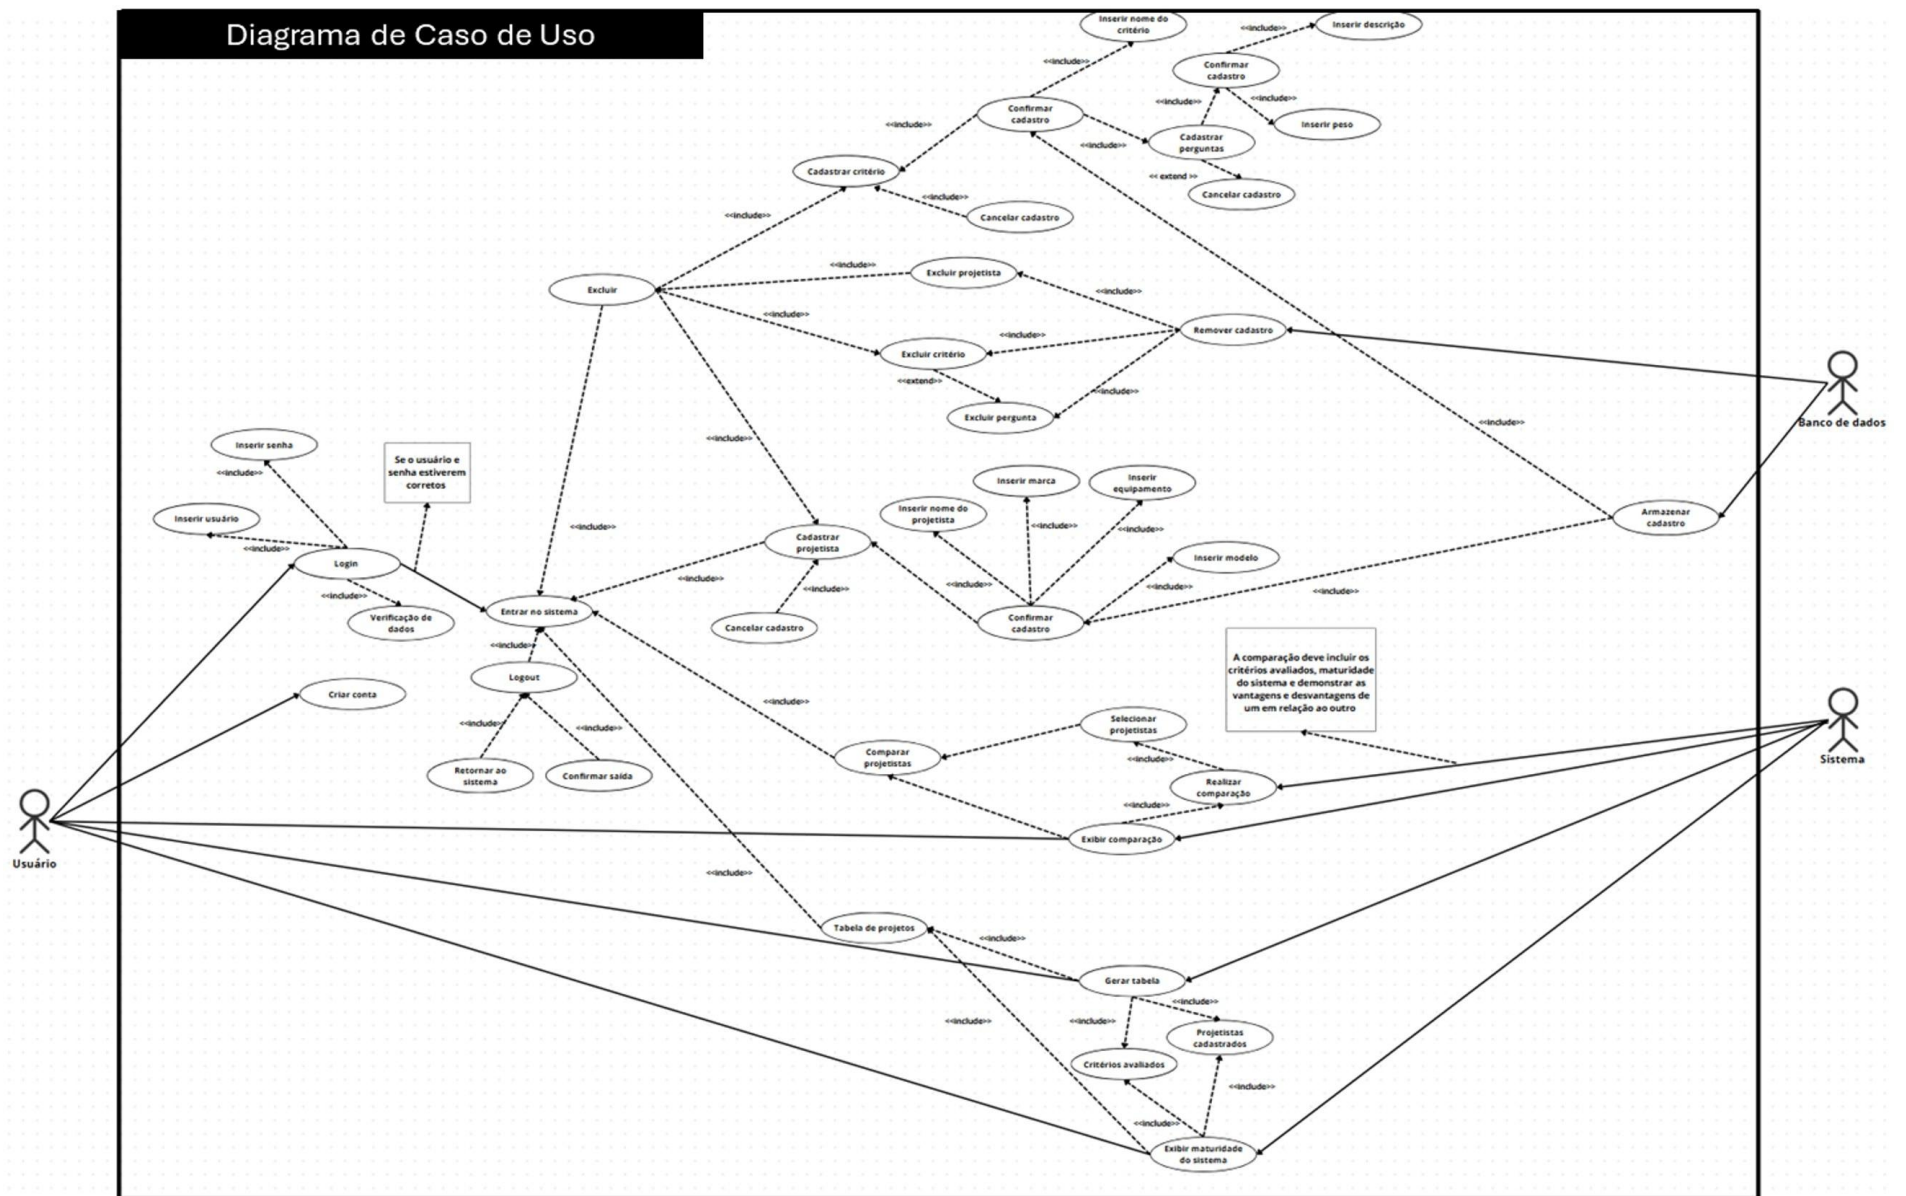 Diagrama de Caso de Uso
Inserir nome do
critério
<<include>>
Inserir descrição
<<include>>
Confirmar
cadastro
<<include>>
<<include>>
Confirmar
cadastro
<<include>>
Inserir peso
Cadastrar
perguntas
<<include>>
<< extend >>
Cadastrar critério
Cancelar cadastro
<<include>>
<<include>>
Cancelar cadastro
<<include>>
Excluir projetista
Excluir
<<include>>
<<include>>
Remover cadastro
<<include>>
Excluir critério
<<extend>>
<<include>>
Excluir pergunta
<<include>>
Banco de dados
<<include>>
Inserir senha
<<include>>
Se o usuário e
senha estiverem
corretos
Inserir marca
Inserir
equipamento
Inserir usuário
<<include>>
Inserir nome do
projetista
Armazenar
cadastro
<<include>>
<<include>>
<<include>>
Cadastrar
projetista
Login
Inserir modelo
<<include>>
<<include>>
<<include>>
<<include>>
<<include>>
<<include>>
Entrar no sistema
Verificação de
dados
Cancelar cadastro
Confirmar
cadastro
<<include>>
Logout
A comparação deve incluir os
critérios avaliados, maturidade
do sistema e demonstrar as
vantagens e desvantagens de
um em relação ao outro
Criar conta
<<include>>
<<include>>
<<include>>
Selecionar
projetistas
Comparar
projetistas
<<include>>
Sistema
Retornar ao
sistema
Confirmar saída
Realizar
comparação
<<include>>
Exibir comparação
Usuário
<<include>>
Tabela de projetos
<<include>>
Gerar tabela
<<include>>
<<include>>
<<include>>
Projetistas
cadastrados
Critérios avaliados
<<include>>
<<include>>
Exibir maturidade
do sistema